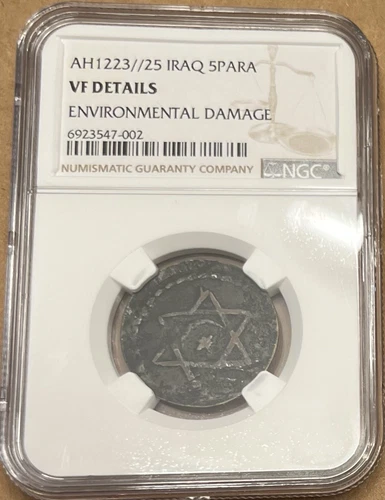 AH1223//25 IRAQ 5PARA
VF DETAILS
ENVIRONMENTAL DAMAGE
6923547-002
NUMISMATIC GUARANTY COMPANY
NGC